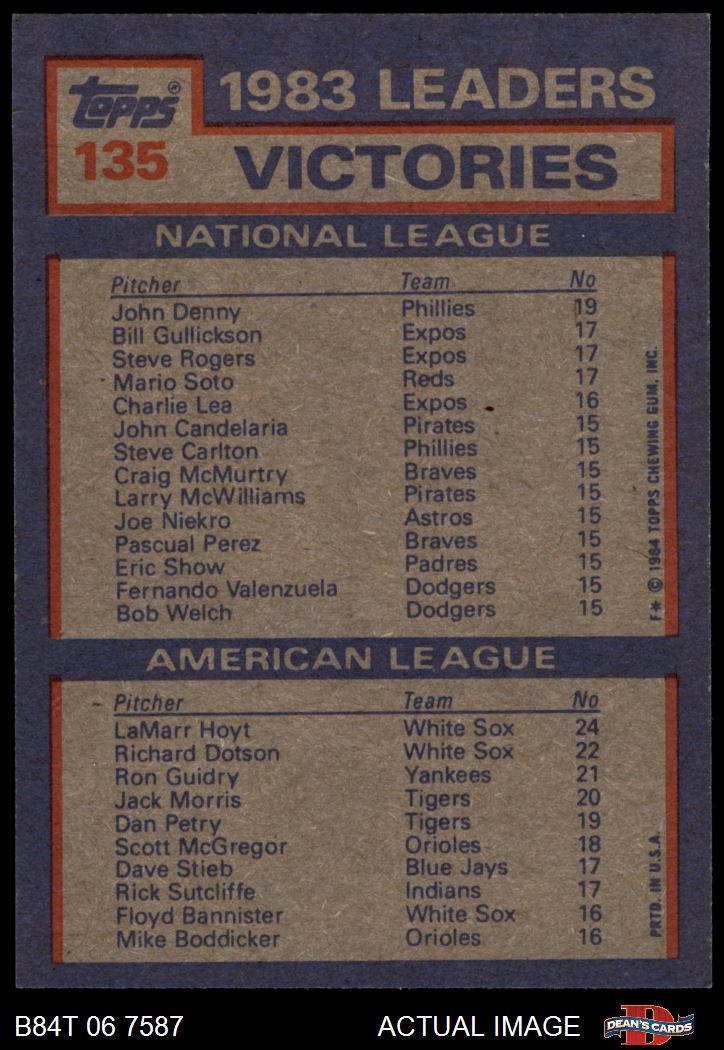 Topps®
135
1983 LEADERS
VICTORIES
NATIONAL LEAGUE
Pitcher Team No
John Denny Phillies 19
Bill Gullickson Expos 17
Steve Rogers Expos 17
Mario Soto Reds 17
Charlie Lea Expos 16
John Candelaria Pirates 15
Steve Carlton Phillies 15
Craig McMurtry Braves 15
Larry McWilliams Pirates 15
Joe Niekro Astros 15
Pascual Perez Braves 15
Eric Show Padres 15
Fernando Valenzuela Dodgers 15
Bob Welch Dodgers 15
F* © 1984 TOPPS CHEWING GUM, INC.
AMERICAN LEAGUE
Pitcher Team No
LaMarr Hoyt White Sox 24
Richard Dotson White Sox 22
Ron Guidry Yankees 21
Jack Morris Tigers 20
Dan Petry Tigers 19
Scott McGregor Orioles 18
Dave Stieb Blue Jays 17
Rick Sutcliffe Indians 17
Floyd Bannister White Sox 16
Mike Boddicker Orioles 16
PRTD. IN U.S.A.
B84T 06 7587 ACTUAL IMAGE
D
DEAN'S CARDS